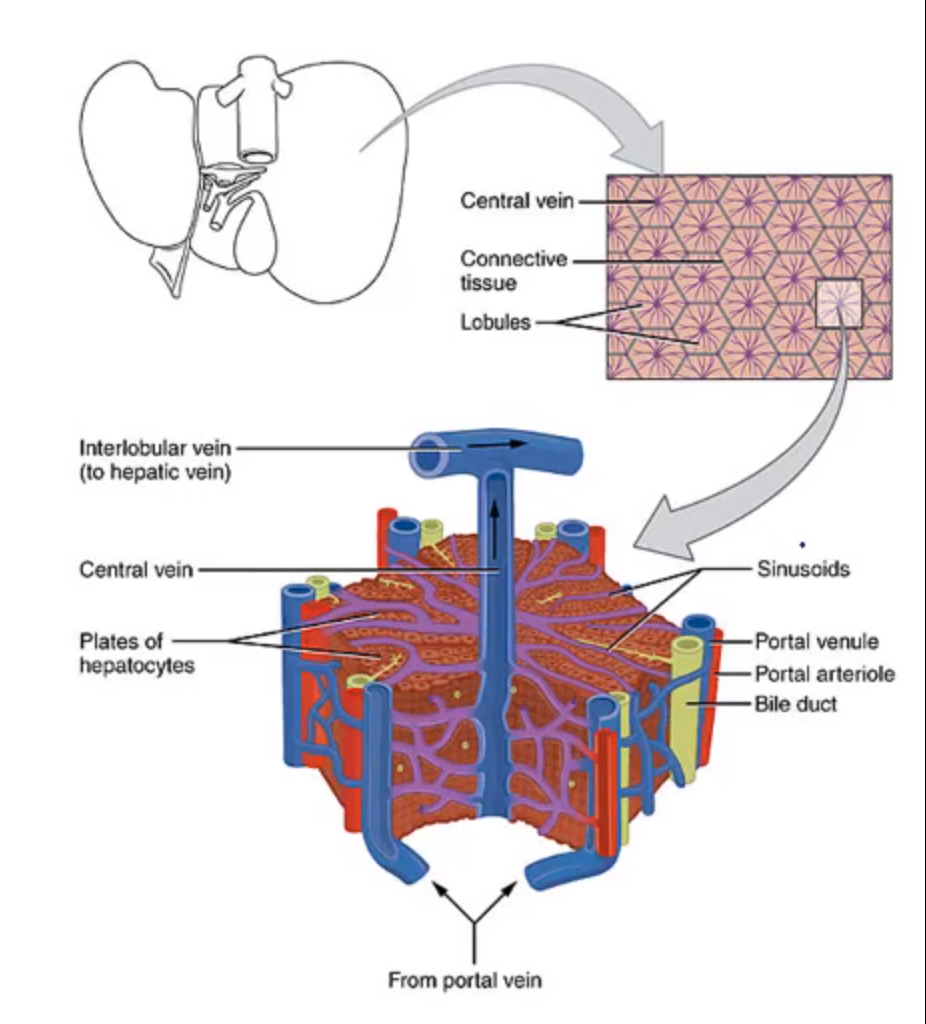 Central vein
Connective
tissue
Lobules
Interlobular vein
(to hepatic vein)
Central vein
Sinusoids
Plates of
hepatocytes
Portal venule
Portal arteriole
Bile duct
From portal vein